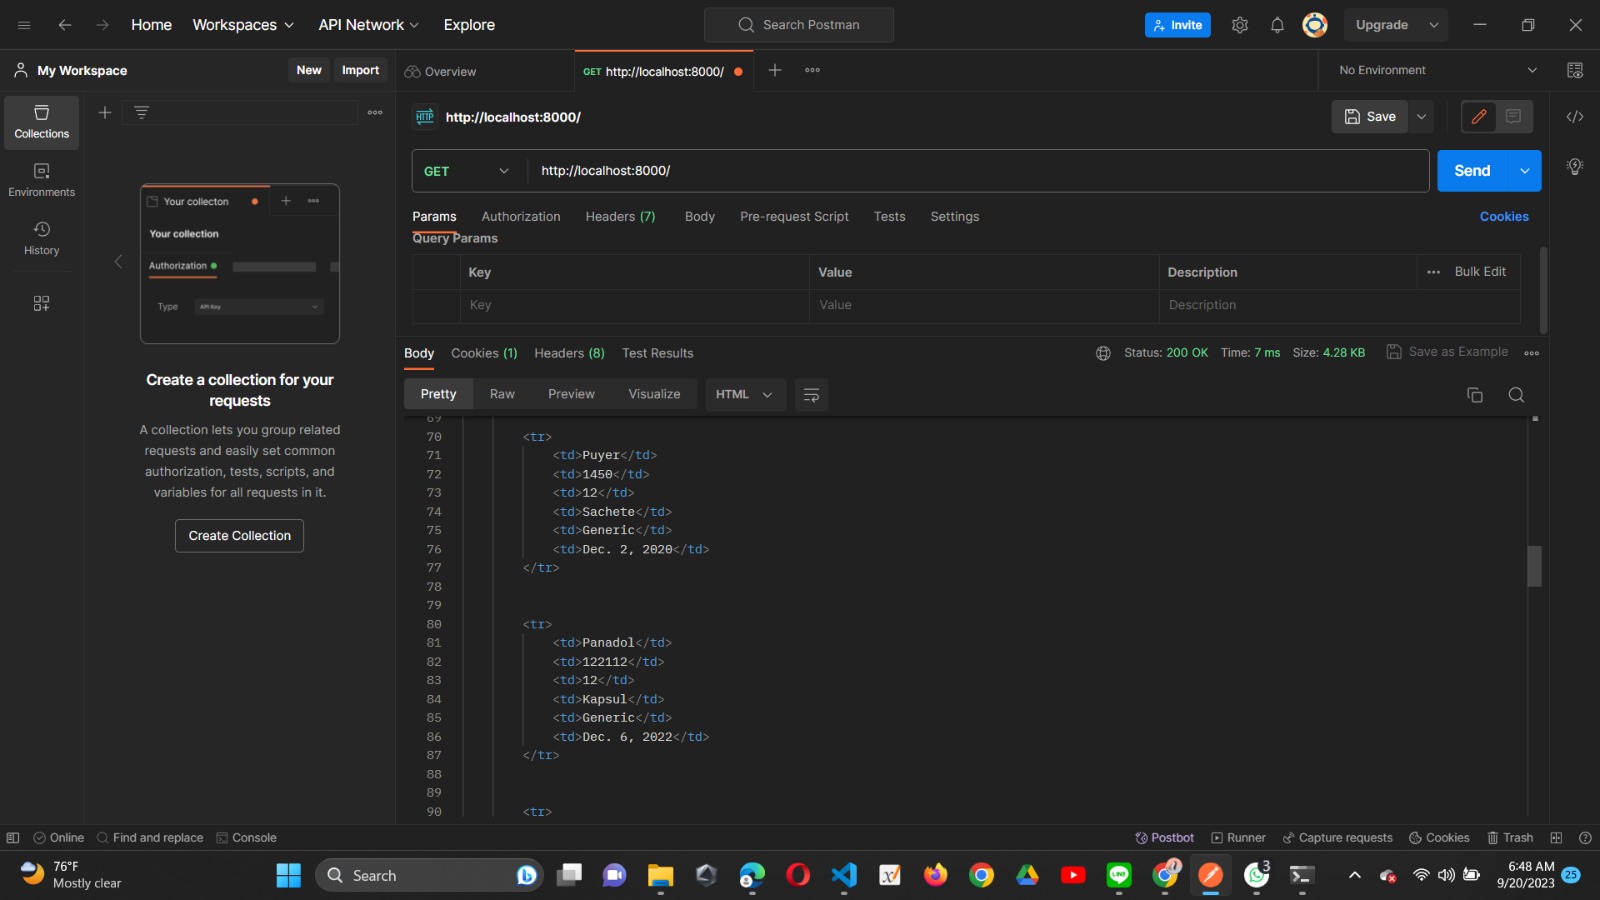 Home
Workspaces
API Network
Explore
Search Postman
Invite
Upgrade
My Workspace
New
Import
Overview
GET http://localhost:8000/
No Environment
Collections
Environments
History
Your collecton
Your collection
Authorization
Type
API Key
Create a collection for your
requests
A collection lets you group related
requests and easily set common
authorization, tests, scripts, and
variables for all requests in it.
Create Collection
HTTP http://localhost:8000/
Save
GET
http://localhost:8000/
Send
Params
Authorization
Headers (7)
Body
Pre-request Script
Tests
Settings
Cookies
Query Params
Key
Value
Description
Bulk Edit
Key
Value
Description
Body
Cookies (1)
Headers (8)
Test Results
Status: 200 OK
Time: 7 ms
Size: 4.28 KB
Save as Example
Pretty
Raw
Preview
Visualize
HTML
69
70 <tr>
71 <td>Puyer</td>
72 <td>1450</td>
73 <td>12</td>
74 <td>Sachete</td>
75 <td>Generic</td>
76 <td>Dec. 2, 2020</td>
77 </tr>
78
79
80 <tr>
81 <td>Panadol</td>
82 <td>122112</td>
83 <td>12</td>
84 <td>Kapsul</td>
85 <td>Generic</td>
86 <td>Dec. 6, 2022</td>
87 </tr>
88
89
90 <tr>
Online
Find and replace
Console
Postbot
Runner
Capture requests
Cookies
Trash
76°F
Mostly clear
Search
LINE
3
6:48 AM
9/20/2023
25